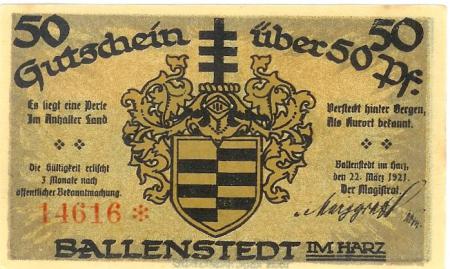 50 50
Gutschein über 50 Pf.
Es liegt eine Perle
Im Anhalter Land
Versteckt hinter Bergen,
Als Kurort bekannt.
Die Gültigkeit erlischt
3 Monate nach
öffentlicher Bekanntmachung.
14616 *
Ballenstedt im Harz,
den 22. März 1921.
Der Magistrat.
BALLENSTEDT IM HARZ